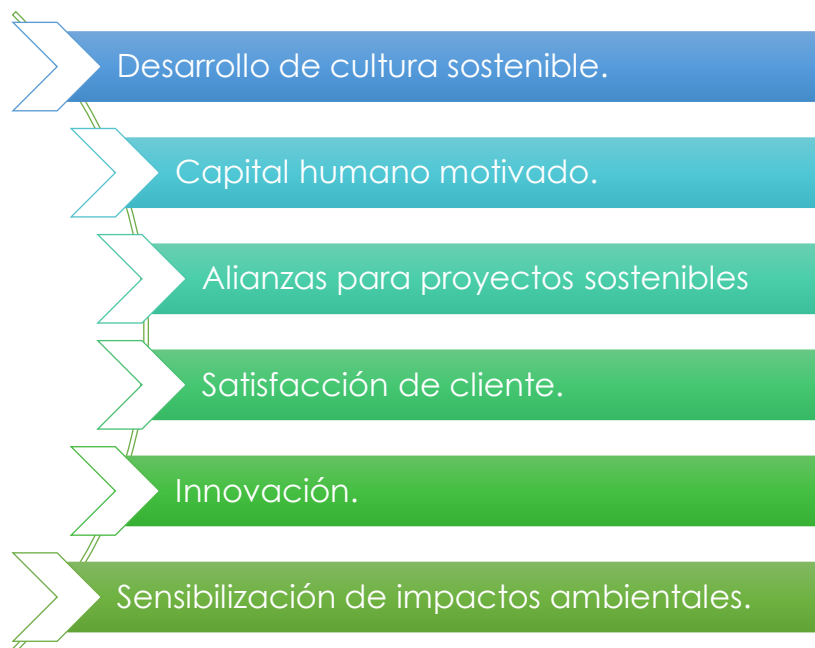 Desarrollo de cultura sostenible.
Capital humano motivado.
Alianzas para proyectos sostenibles
Satisfacción de cliente.
Innovación.
Sensibilización de impactos ambientales.